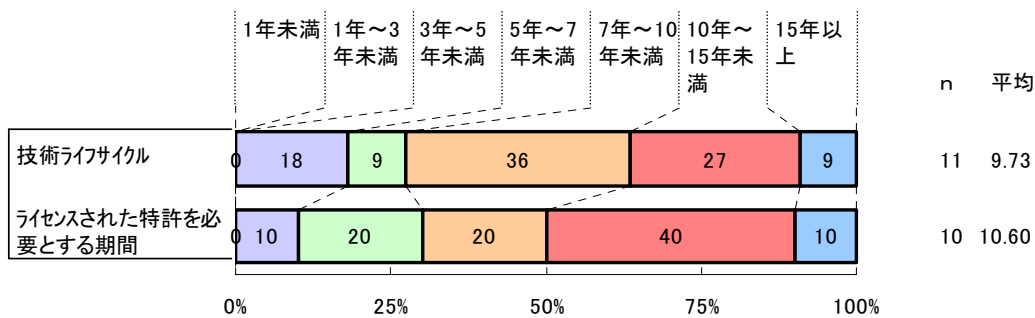 1年未満
1年～3
年未満
3年～5
年未満
5年～7
年未満
7年～10
年未満
10年～
15年未
満
15年以
上
n 平均
技術ライフサイクル
0 18 9 36 27 9 11 9.73
ライセンスされた特許を必
要とする期間
0 10 20 20 40 10 10 10.60
0% 25% 50% 75% 100%